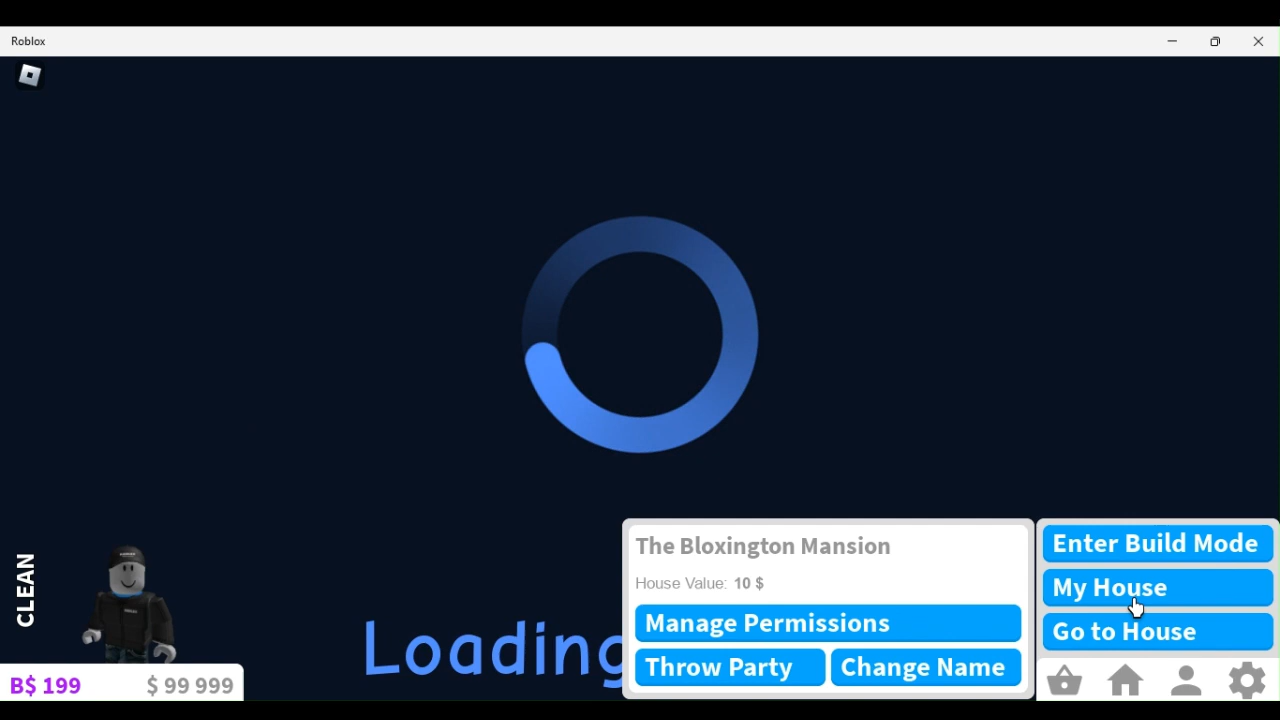 Roblox
CLEAN
B$ 199
$ 99 999
Loading
The Bloxington Mansion
House Value: 10 $
Manage Permissions
Throw Party
Change Name
Enter Build Mode
My House
Go to House